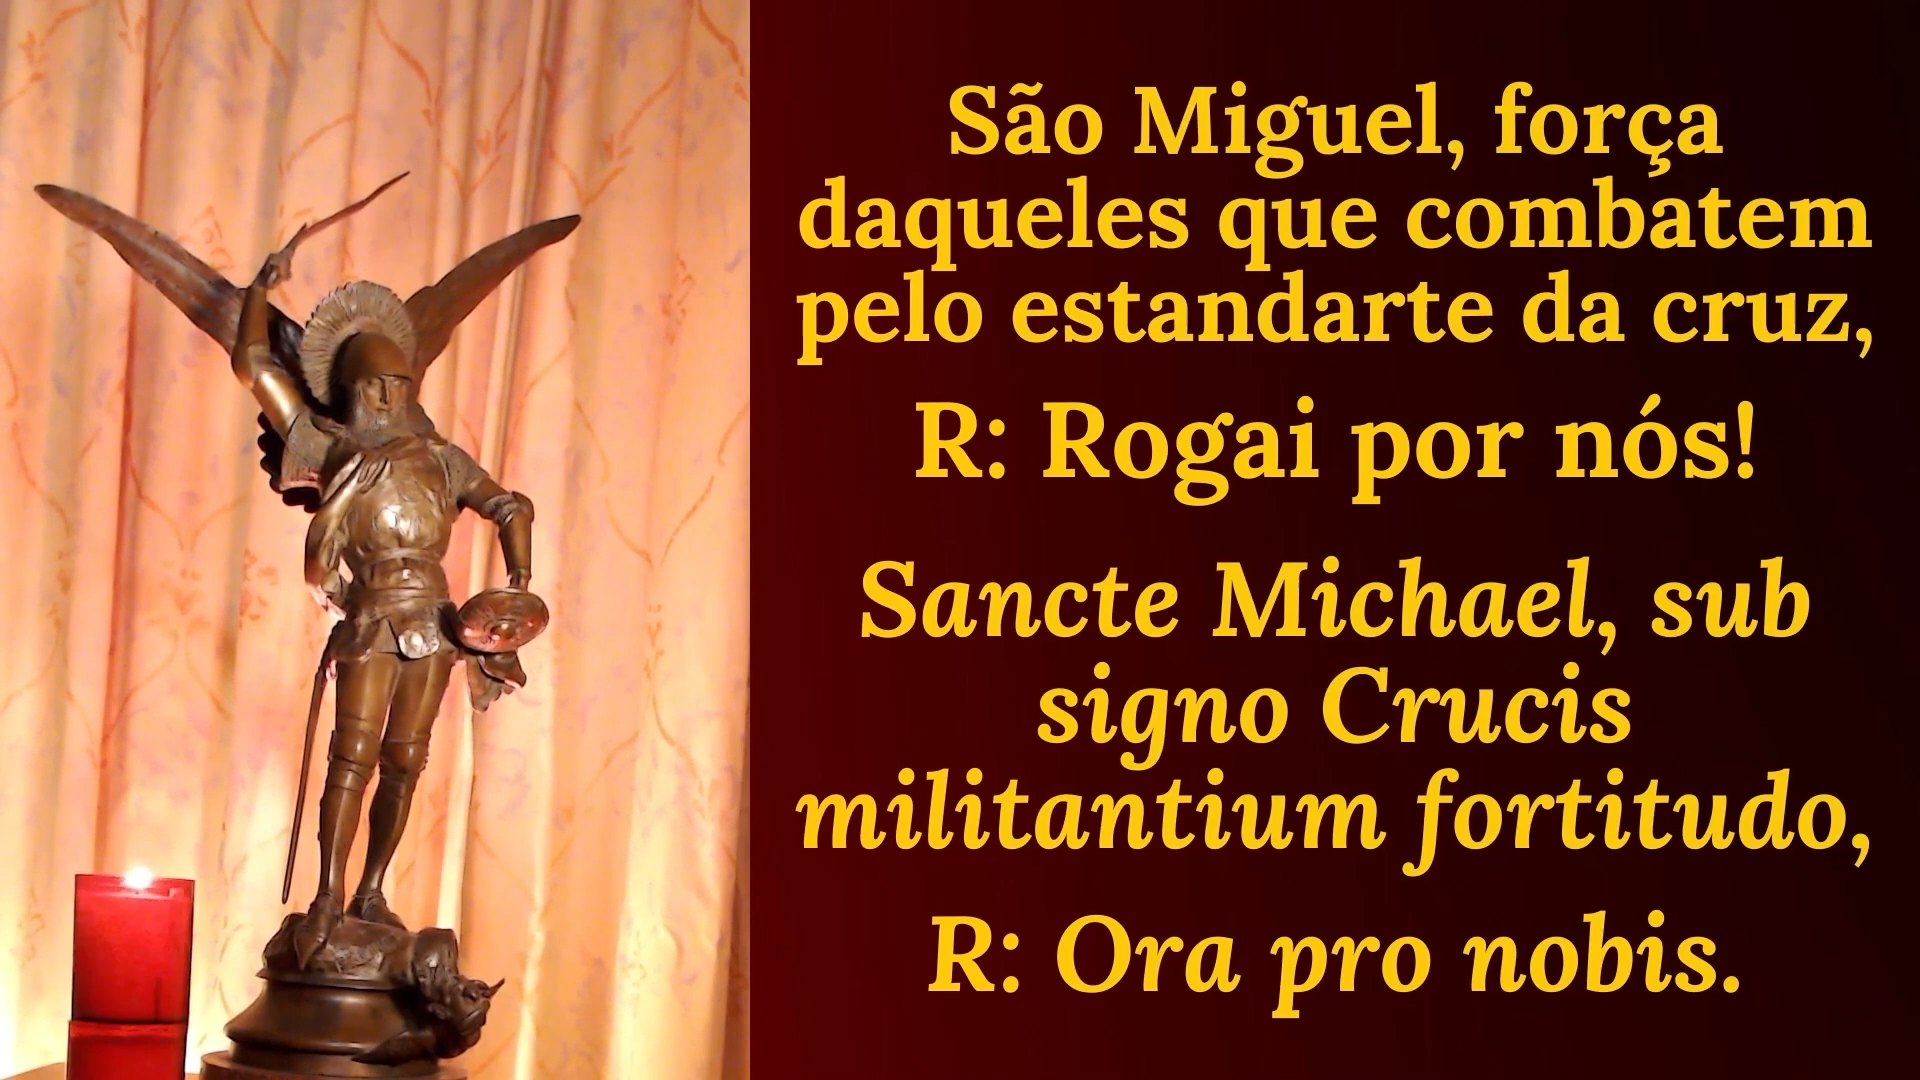 São Miguel, força
daqueles que combatem
pelo estandarte da cruz,
R: Rogai por nós!
Sancte Michael, sub
signo Crucis
militantium fortitudo,
R: Ora pro nobis.